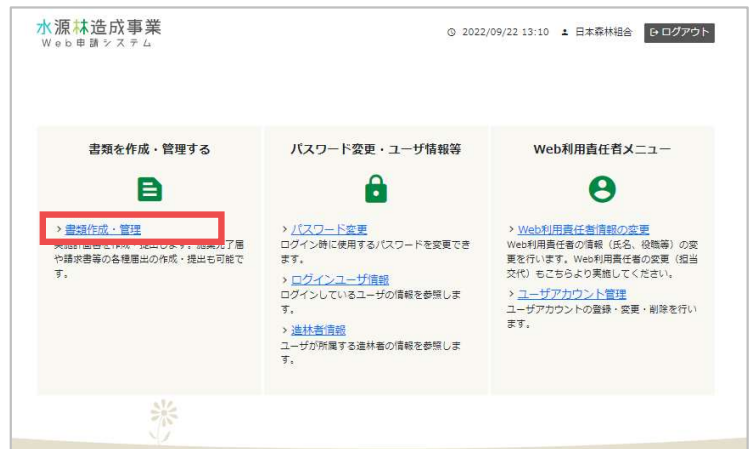 水源林造成事業
Web申請システム
2022/09/22 13:10 日本森林組合 ログアウト
書類を作成・管理する
> 書類作成・管理
や請求書等の各種届出の作成・提出も可能で
す。
パスワード変更・ユーザ情報等
> パスワード変更
ログイン時に使用するパスワードを変更でき
ます。
> ログインユーザ情報
ログインしているユーザの情報を参照しま
す。
> 造林者情報
ユーザが所属する造林者の情報を参照しま
す。
Web利用責任者メニュー
> Web利用責任者情報の変更
Web利用責任者の情報（氏名、役職等）の変
更を行います。Web利用責任者の変更（担当
交代）もこちらより実施してください。
> ユーザアカウント管理
ユーザアカウントの登録・変更・削除を行い
ます。